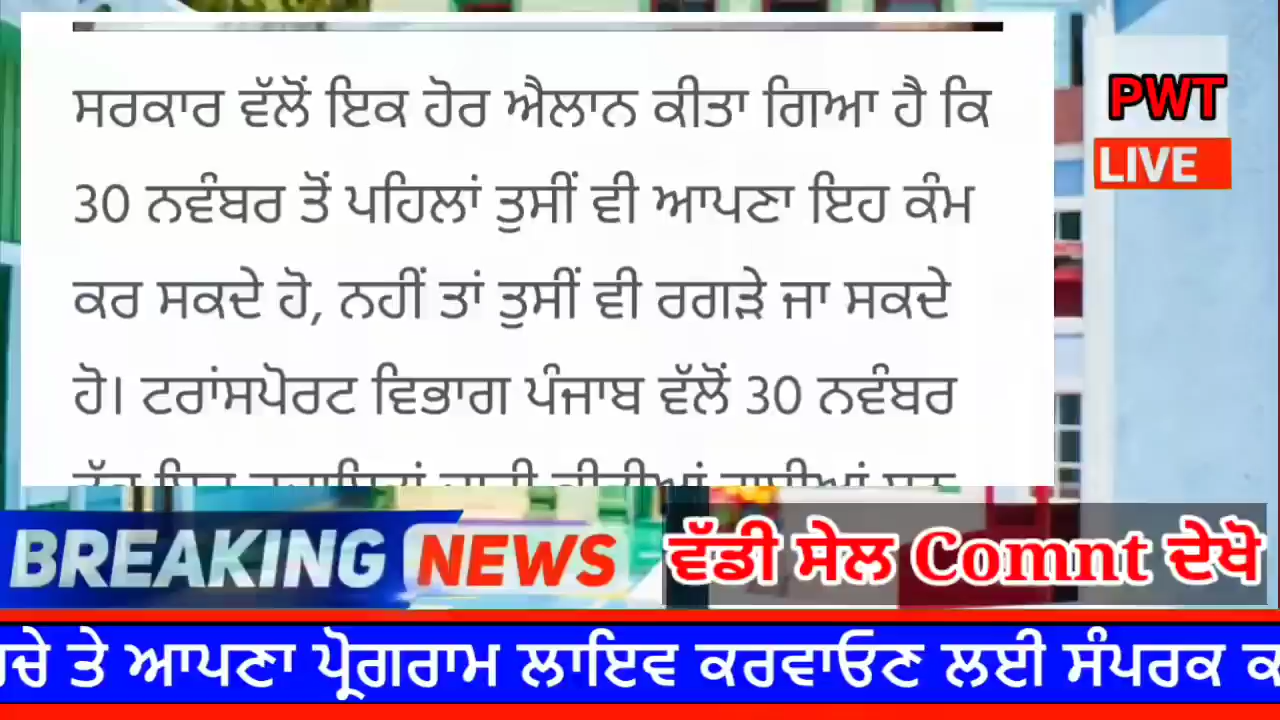 ਸਰਕਾਰ ਵੱਲੋਂ ਇਕ ਹੋਰ ਐਲਾਨ ਕੀਤਾ ਗਿਆ ਹੈ ਕਿ
30 ਨਵੰਬਰ ਤੋਂ ਪਹਿਲਾਂ ਤੁਸੀਂ ਵੀ ਆਪਣਾ ਇਹ ਕੰਮ
ਕਰ ਸਕਦੇ ਹੋ, ਨਹੀਂ ਤਾਂ ਤੁਸੀਂ ਵੀ ਰਗੜੇ ਜਾ ਸਕਦੇ
ਹੋ। ਟਰਾਂਸਪੋਰਟ ਵਿਭਾਗ ਪੰਜਾਬ ਵੱਲੋਂ 30 ਨਵੰਬਰ
PWT
LIVE
BREAKING NEWS
ਵੱਡੀ ਸੇਲ Comnt ਦੇਖੋ
ਤੇ ਆਪਣਾ ਪ੍ਰੋਗਰਾਮ ਲਾਇਵ ਕਰਵਾਓਣ ਲਈ ਸੰਪਰਕ